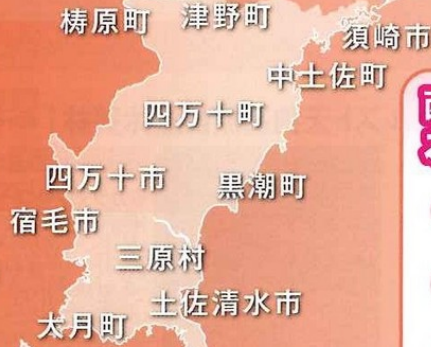 梼原町
津野町
須崎市
中土佐町
四万十町
四万十市
黒潮町
宿毛市
三原村
土佐清水市
大月町